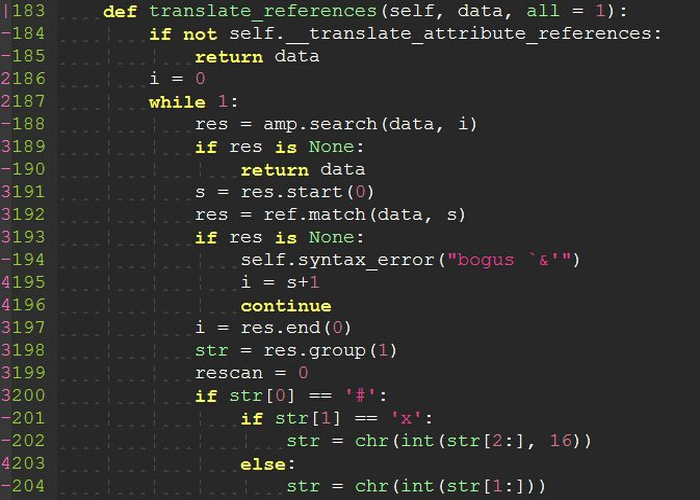 |183 def translate_references(self, data, all = 1):
-184 if not self.__translate_attribute_references:
-185 return data
2186 i = 0
2187 while 1:
-188 res = amp.search(data, i)
3189 if res is None:
-190 return data
3191 s = res.start(0)
3192 res = ref.match(data, s)
3193 if res is None:
-194 self.syntax_error("bogus `&'")
4195 i = s+1
4196 continue
3197 i = res.end(0)
3198 str = res.group(1)
3199 rescan = 0
3200 if str[0] == '#':
-201 if str[1] == 'x':
-202 str = chr(int(str[2:], 16))
4203 else:
-204 str = chr(int(str[1:]))